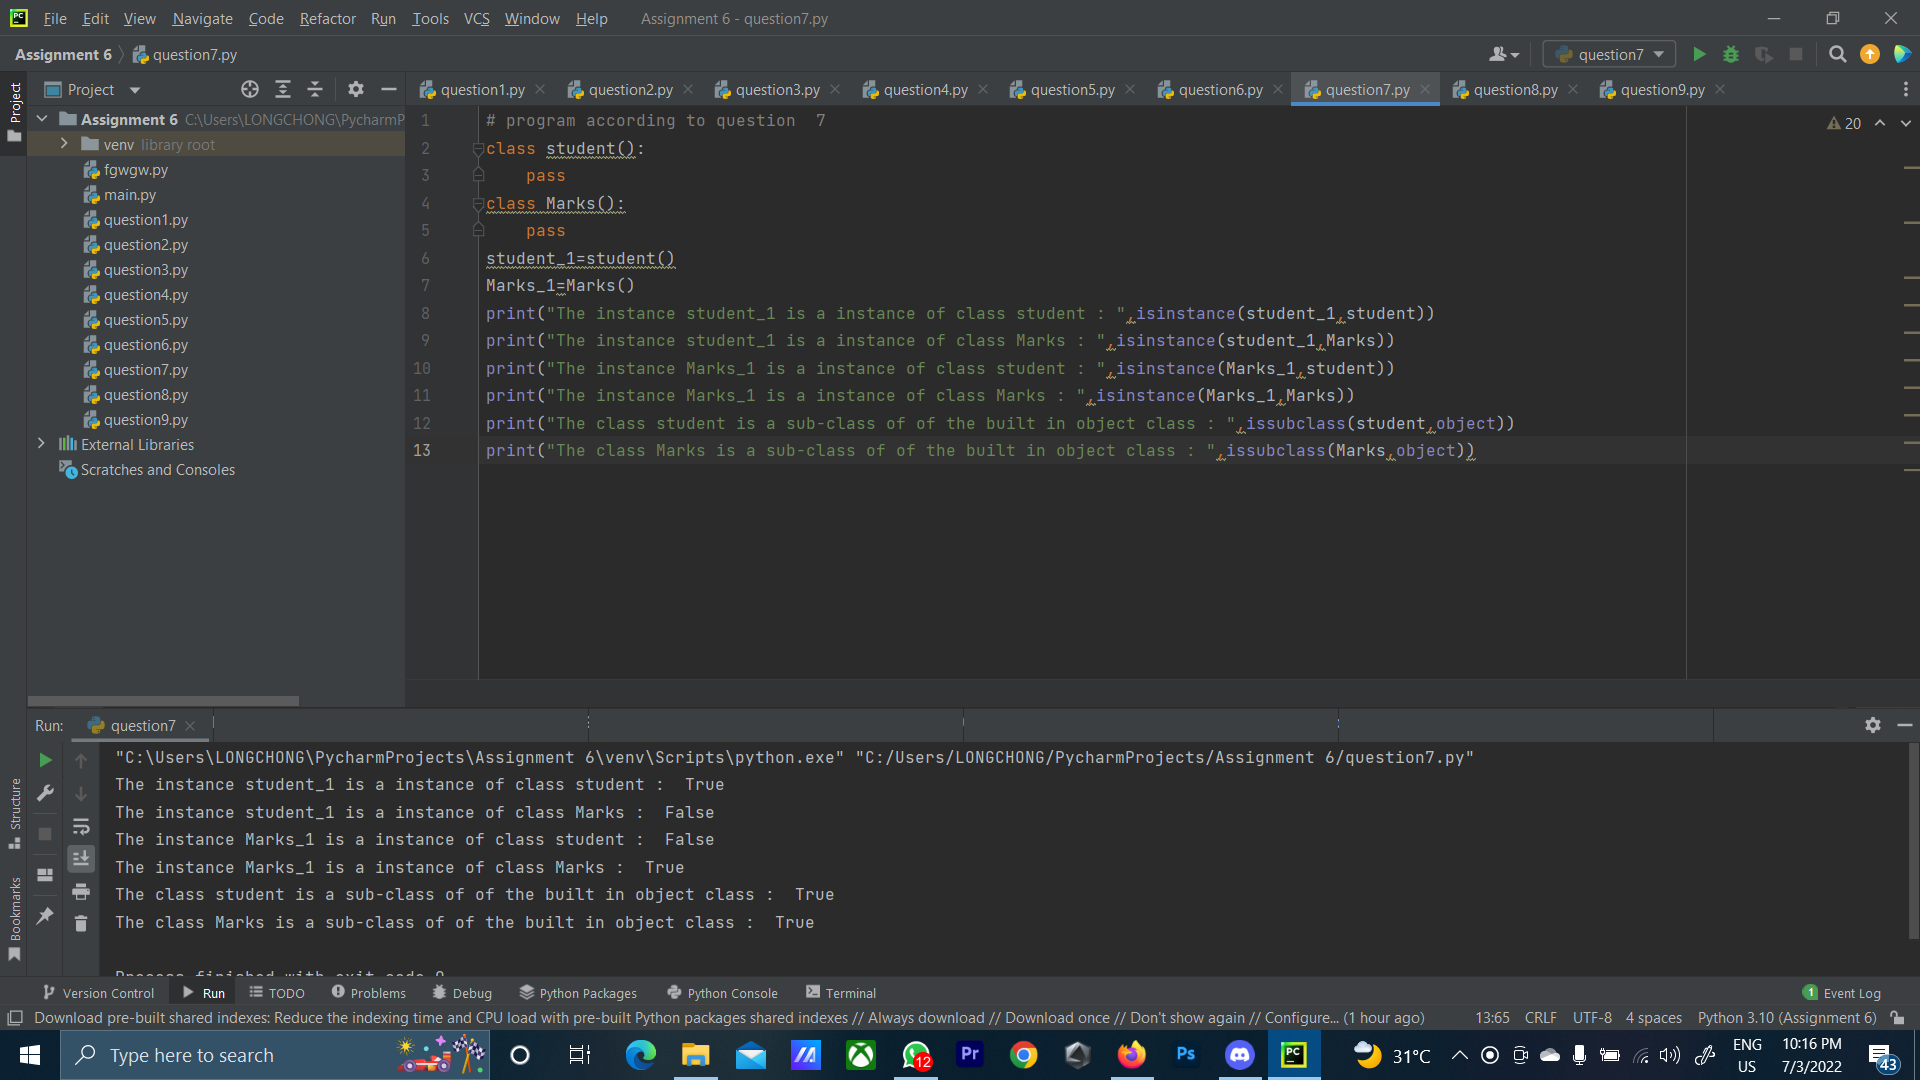 File Edit View Navigate Code Refactor Run Tools VCS Window Help Assignment 6 - question7.py
Assignment 6 question7.py question7
Project question1.py question2.py question3.py question4.py question5.py question6.py question7.py question8.py question9.py
Project
Assignment 6 C:\Users\LONGCHONG\PycharmP
venv library root
fgwgw.py
main.py
question1.py
question2.py
question3.py
question4.py
question5.py
question6.py
question7.py
question8.py
question9.py
External Libraries
Scratches and Consoles
20
1 # program according to question  7
2 class student():
3     pass
4 class Marks():
5     pass
6 student_1=student()
7 Marks_1=Marks()
8 print("The instance student_1 is a instance of class student : ",isinstance(student_1,student))
9 print("The instance student_1 is a instance of class Marks : ",isinstance(student_1,Marks))
10 print("The instance Marks_1 is a instance of class student : ",isinstance(Marks_1,student))
11 print("The instance Marks_1 is a instance of class Marks : ",isinstance(Marks_1,Marks))
12 print("The class student is a sub-class of of the built in object class : ",issubclass(student,object))
13 print("The class Marks is a sub-class of of the built in object class : ",issubclass(Marks,object))
Run: question7
"C:\Users\LONGCHONG\PycharmProjects\Assignment 6\venv\Scripts\python.exe" "C:/Users/LONGCHONG/PycharmProjects/Assignment 6/question7.py"
The instance student_1 is a instance of class student :  True
The instance student_1 is a instance of class Marks :  False
The instance Marks_1 is a instance of class student :  False
The instance Marks_1 is a instance of class Marks :  True
The class student is a sub-class of of the built in object class :  True
The class Marks is a sub-class of of the built in object class :  True
Process finished with exit code 0
Structure
Bookmarks
Version Control Run TODO Problems Debug Python Packages Python Console Terminal 1 Event Log
Download pre-built shared indexes: Reduce the indexing time and CPU load with pre-built Python packages shared indexes // Always download // Download once // Don't show again // Configure... (1 hour ago) 13:65 CRLF UTF-8 4 spaces Python 3.10 (Assignment 6)
Type here to search 12 Pr Ps PC 31°C ENG US 10:16 PM 7/3/2022 43